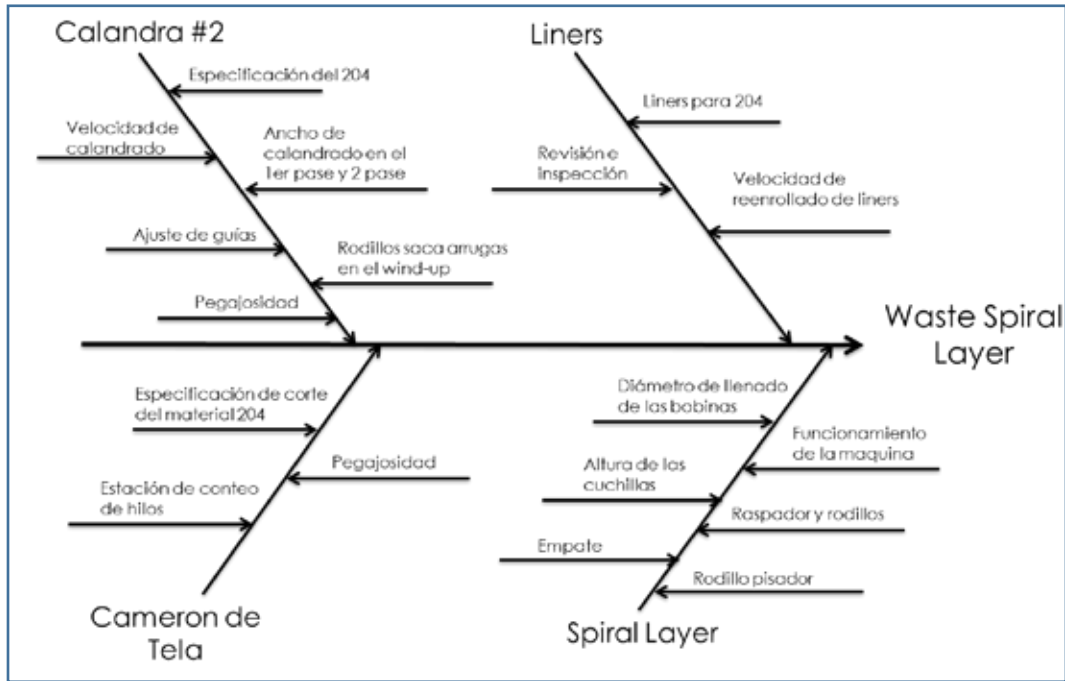 Calandra #2
Especificación del 204
Velocidad de
calandrado
Ancho de
calandrado en el
1er pase y 2 pase
Ajuste de guías
Rodillos saca arrugas
en el wind-up
Pegajosidad
Liners
Liners para 204
Revisión e
inspección
Velocidad de
reenrollado de liners
Waste Spiral
Layer
Especificación de corte
del material 204
Pegajosidad
Estación de conteo
de hilos
Cameron de
Tela
Diámetro de llenado
de las bobinas
Funcionamiento
de la maquina
Altura de las
cuchillas
Raspador y rodillos
Empate
Rodillo pisador
Spiral Layer